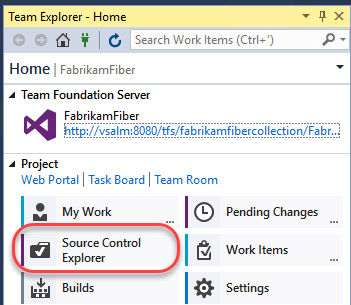 Team Explorer - Home
Search Work Items (Ctrl+')
Home | FabrikamFiber
Team Foundation Server
FabrikamFiber
http://vsalm:8080/tfs/fabrikamfibercollection/Fabr...
Project
Web Portal | Task Board | Team Room
My Work ... Pending Changes ...
Source Control Explorer
Work Items ...
Builds Settings